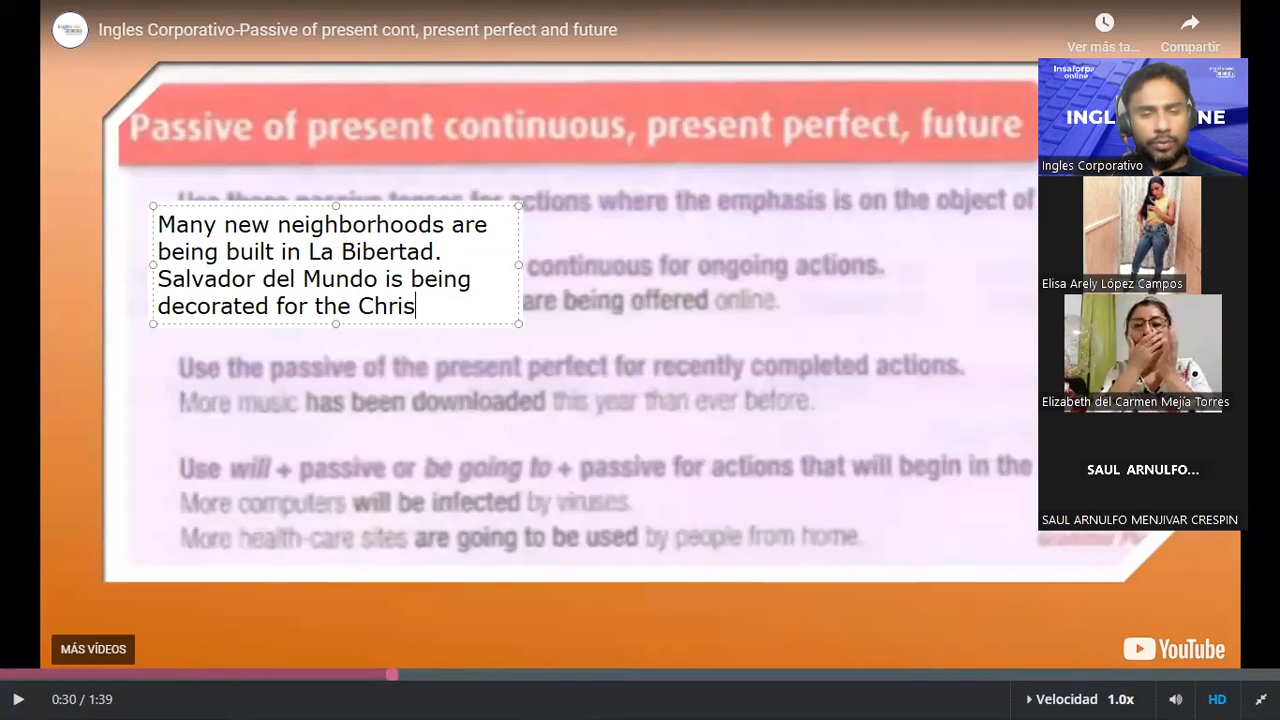 Ingles Corporativo-Passive of present cont, present perfect and future
Ver más ta...
Compartir
Passive of present continuous, present perfect, future
ctions where the emphasis is on the object of
Many new neighborhoods are
being built in La Bibertad.
Salvador del Mundo is being
decorated for the Chris
continuous for ongoing actions.
are being offered online.
Use the passive of the present perfect for recently completed actions.
More music has been downloaded this year than ever before.
Use will + passive or be going to + passive for actions that will begin in the
More computers will be infected by viruses.
More health-care sites are going to be used by people from home.
Insaforp
online
INGL
NE
Ingles Corporativo
Elisa Arely López Campos
Elizabeth del Carmen Mejía Torres
SAUL ARNULFO...
SAUL ARNULFO MENJIVAR CRESPIN
MÁS VÍDEOS
YouTube
0:30 / 1:39
Velocidad 1.0x
HD